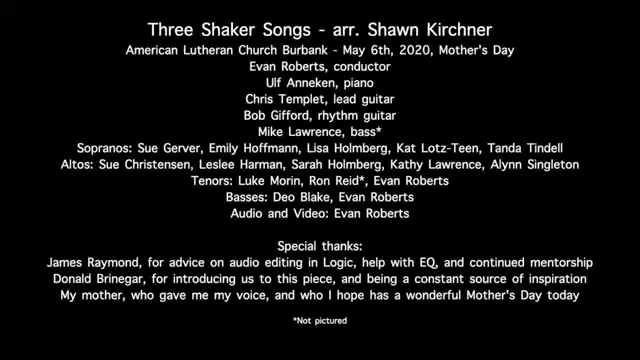 Three Shaker Songs - arr. Shawn Kirchner
American Lutheran Church Burbank - May 6th, 2020, Mother's Day
Evan Roberts, conductor
Ulf Anneken, piano
Chris Templet, lead guitar
Bob Gifford, rhythm guitar
Mike Lawrence, bass*
Sopranos: Sue Gerver, Emily Hoffmann, Lisa Holmberg, Kat Lotz-Teen, Tanda Tindell
Altos: Sue Christensen, Leslee Harman, Sarah Holmberg, Kathy Lawrence, Alynn Singleton
Tenors: Luke Morin, Ron Reid*, Evan Roberts
Basses: Deo Blake, Evan Roberts
Audio and Video: Evan Roberts
Special thanks:
James Raymond, for advice on audio editing in Logic, help with EQ, and continued mentorship
Donald Brinegar, for introducing us to this piece, and being a constant source of inspiration
My mother, who gave me my voice, and who I hope has a wonderful Mother's Day today
*Not pictured